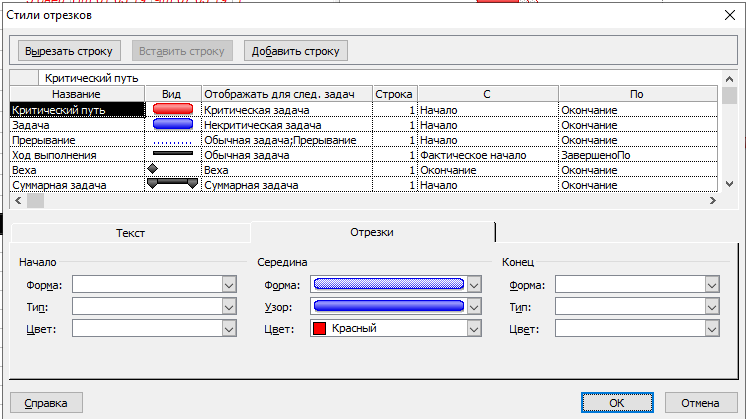 Стили отрезков
Вырезать строку Вставить строку Добавить строку
Критический путь
Название Вид Отображать для след. задач Строка С По
Критический путь Критическая задача 1 Начало Окончание
Задача Некритическая задача 1 Начало Окончание
Прерывание Обычная задача;Прерывание 1 Начало Окончание
Ход выполнения Обычная задача 1 Фактическое начало ЗавершеноПо
Веха Веха 1 Окончание Окончание
Суммарная задача Суммарная задача 1 Начало Окончание
Текст Отрезки
Начало Середина Конец
Форма: Форма: Форма:
Тип: Узор: Тип:
Цвет: Цвет: Красный Цвет:
Справка OK Отмена